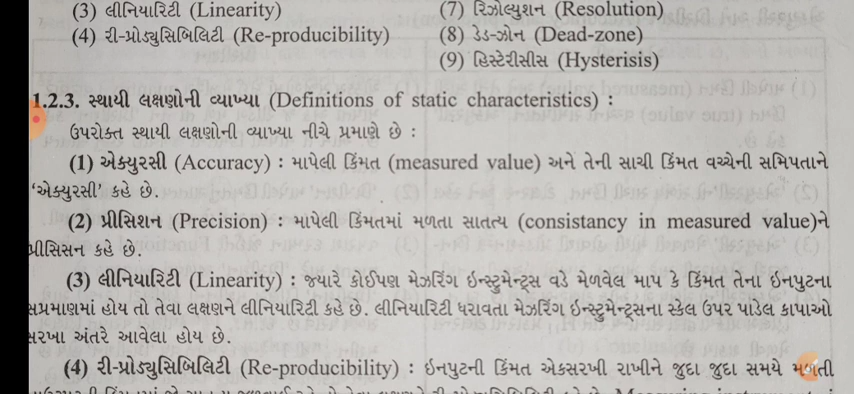 (3) લીનિયારિટી (Linearity) (7) રિઝોલ્યુશન (Resolution)
(4) રી-પ્રોડ્યુસિબિલિટી (Re-producibility) (8) ડેડ-ઝોન (Dead-zone)
(9) હિસ્ટેરીસીસ (Hysterisis)
1.2.3. સ્થાયી લક્ષણોની વ્યાખ્યા (Definitions of static characteristics) :
ઉપરોક્ત સ્થાયી લક્ષણોની વ્યાખ્યા નીચે પ્રમાણે છે :
(1) એક્યુરસી (Accuracy) : માપેલી કિંમત (measured value) અને તેની સાચી કિંમત વચ્ચેની સમિપતાને
‘એક્યુરસી’ કહે છે.
(2) પ્રીસિશન (Precision) : માપેલી કિંમતમાં મળતા સાતત્ય (consistancy in measured value)ને
પ્રીસિસન કહે છે.
(3) લીનિયારિટી (Linearity) : જ્યારે કોઈપણ મેઝરિંગ ઇન્સ્ટ્રુમેન્ટ્સ વડે મેળવેલ માપ કે કિંમત તેના ઇનપુટના
સપ્રમાણમાં હોય તો તેવા લક્ષણને લીનિયારિટી કહે છે. લીનિયારિટી ધરાવતા મેઝરિંગ ઇન્સ્ટ્રુમેન્ટ્સના સ્કેલ ઉપર પાડેલ કાપાઓ
સરખા અંતરે આવેલા હોય છે.
(4) રી-પ્રોડ્યુસિબિલિટી (Re-producibility) : ઇનપુટની કિંમત એકસરખી રાખીને જુદા જુદા સમયે મળતી